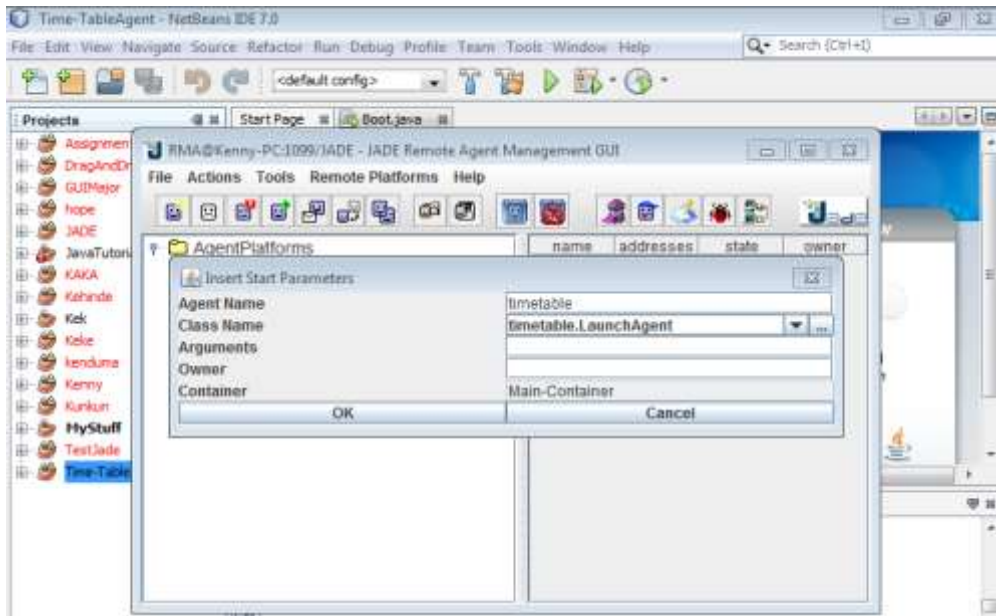 Time-TableAgent - NetBeans IDE 7.0
File Edit View Navigate Source Refactor Run Debug Profile Team Tools Window Help
Search (Ctrl+I)
<default config>
Projects
Start Page
Boot.java
RMA@Kenny-PC:1099/JADE - JADE Remote Agent Management GUI
File Actions Tools Remote Platforms Help
AgentPlatforms
name addresses state owner
Insert Start Parameters
Agent Name timetable
Class Name timetable.LaunchAgent
Arguments
Owner
Container Main-Container
OK Cancel
Assignmen
DragAndDr
GUIMajor
hope
JADE
JavaTutori
KAKA
Kehinde
Kek
Keke
kenduma
Kenny
Kunkun
MyStuff
TestJade
Time-Table